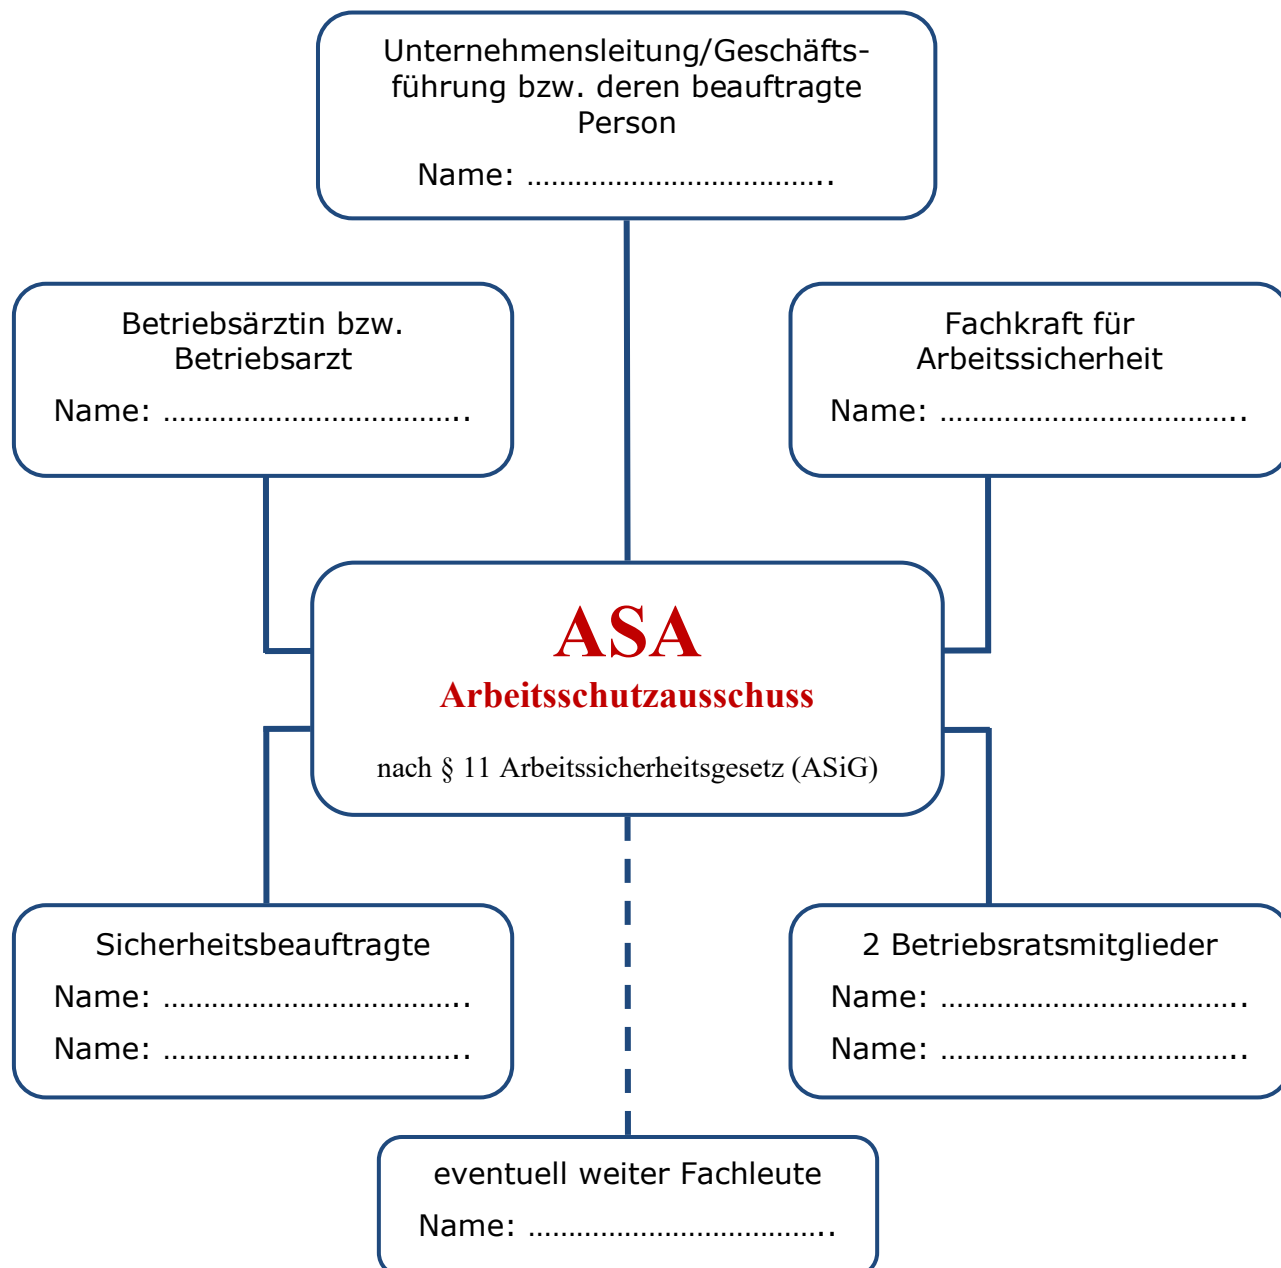 Unternehmensleitung/Geschäfts-
führung bzw. deren beauftragte
Person
Name: ………………………………..
Betriebsärztin bzw.
Betriebsarzt
Name: ………………………………..
Fachkraft für
Arbeitssicherheit
Name: ………………………………..
ASA
Arbeitsschutzausschuss
nach § 11 Arbeitssicherheitsgesetz (ASiG)
Sicherheitsbeauftragte
Name: ………………………………..
Name: ………………………………..
2 Betriebsratsmitglieder
Name: ………………………………..
Name: ………………………………..
eventuell weiter Fachleute
Name: ………………………………..